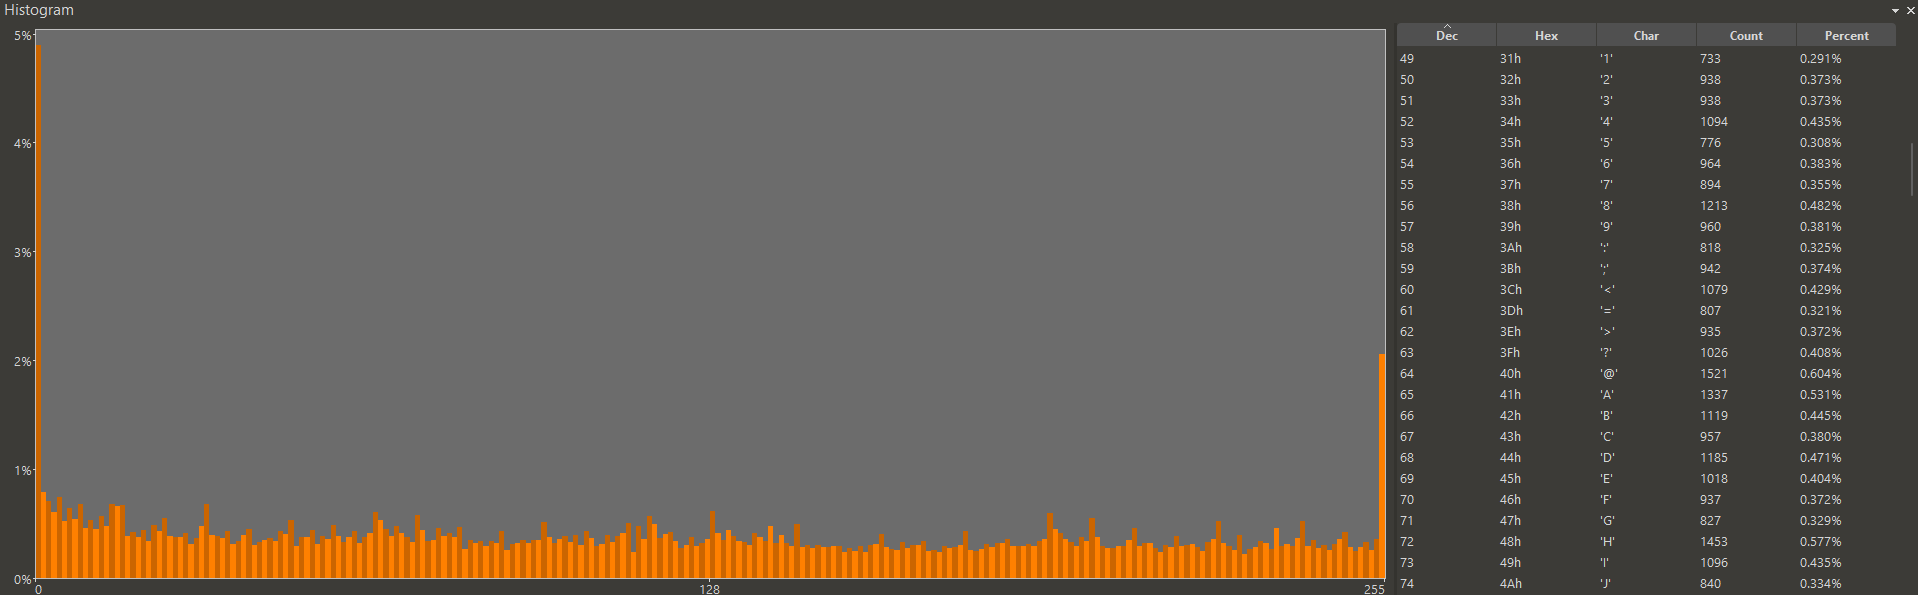 Histogram
5%
4%
3%
2%
1%
0%
0 128 255
Dec Hex Char Count Percent
49 31h '1' 733 0.291%
50 32h '2' 938 0.373%
51 33h '3' 938 0.373%
52 34h '4' 1094 0.435%
53 35h '5' 776 0.308%
54 36h '6' 964 0.383%
55 37h '7' 894 0.355%
56 38h '8' 1213 0.482%
57 39h '9' 960 0.381%
58 3Ah ':' 818 0.325%
59 3Bh ';' 942 0.374%
60 3Ch '<' 1079 0.429%
61 3Dh '=' 807 0.321%
62 3Eh '>' 935 0.372%
63 3Fh '?' 1026 0.408%
64 40h '@' 1521 0.604%
65 41h 'A' 1337 0.531%
66 42h 'B' 1119 0.445%
67 43h 'C' 957 0.380%
68 44h 'D' 1185 0.471%
69 45h 'E' 1018 0.404%
70 46h 'F' 937 0.372%
71 47h 'G' 827 0.329%
72 48h 'H' 1453 0.577%
73 49h 'I' 1096 0.435%
74 4Ah 'J' 840 0.334%